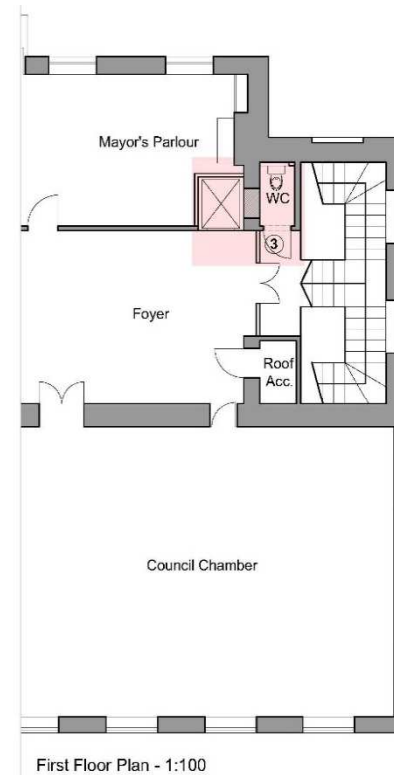 Mayor's Parlour
WC
3
Foyer
Roof
Acc.
Council Chamber
First Floor Plan - 1:100